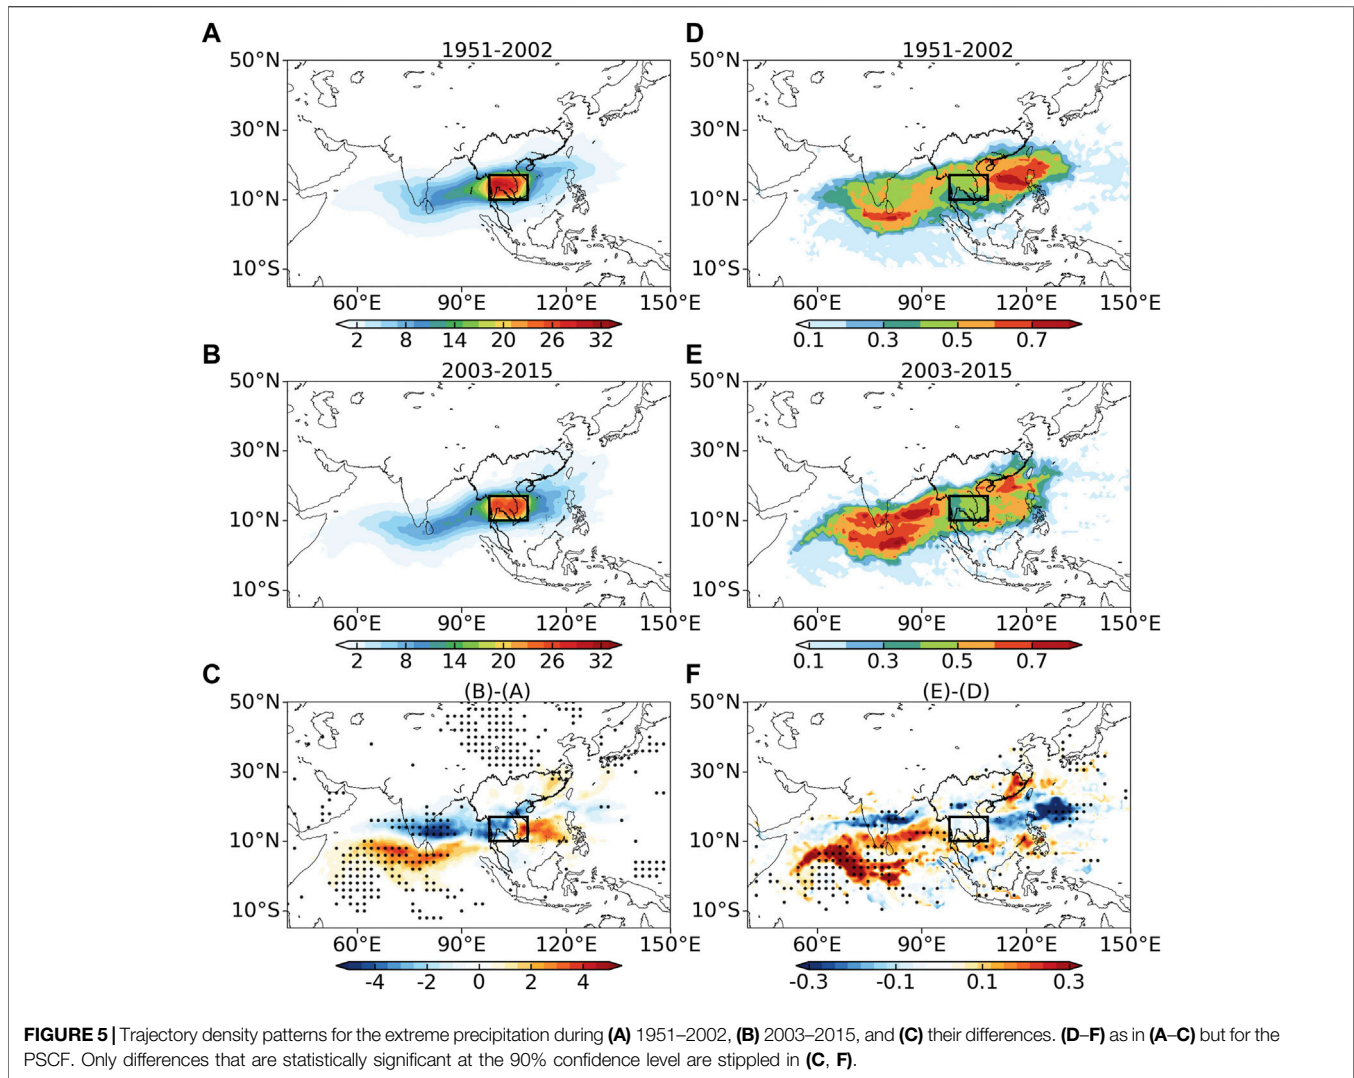 A
1951-2002
50°N
30°N
10°N
10°S
60°E 90°E 120°E 150°E
2 8 14 20 26 32
D
1951-2002
50°N
30°N
10°N
10°S
60°E 90°E 120°E 150°E
0.1 0.3 0.5 0.7
B
2003-2015
50°N
30°N
10°N
10°S
60°E 90°E 120°E 150°E
2 8 14 20 26 32
E
2003-2015
50°N
30°N
10°N
10°S
60°E 90°E 120°E 150°E
0.1 0.3 0.5 0.7
C
(B)-(A)
50°N
30°N
10°N
10°S
60°E 90°E 120°E 150°E
-4 -2 0 2 4
F
(E)-(D)
50°N
30°N
10°N
10°S
60°E 90°E 120°E 150°E
-0.3 -0.1 0.1 0.3
FIGURE 5 | Trajectory density patterns for the extreme precipitation during (A) 1951–2002, (B) 2003–2015, and (C) their differences. (D–F) as in (A–C) but for the
PSCF. Only differences that are statistically significant at the 90% confidence level are stippled in (C, F).